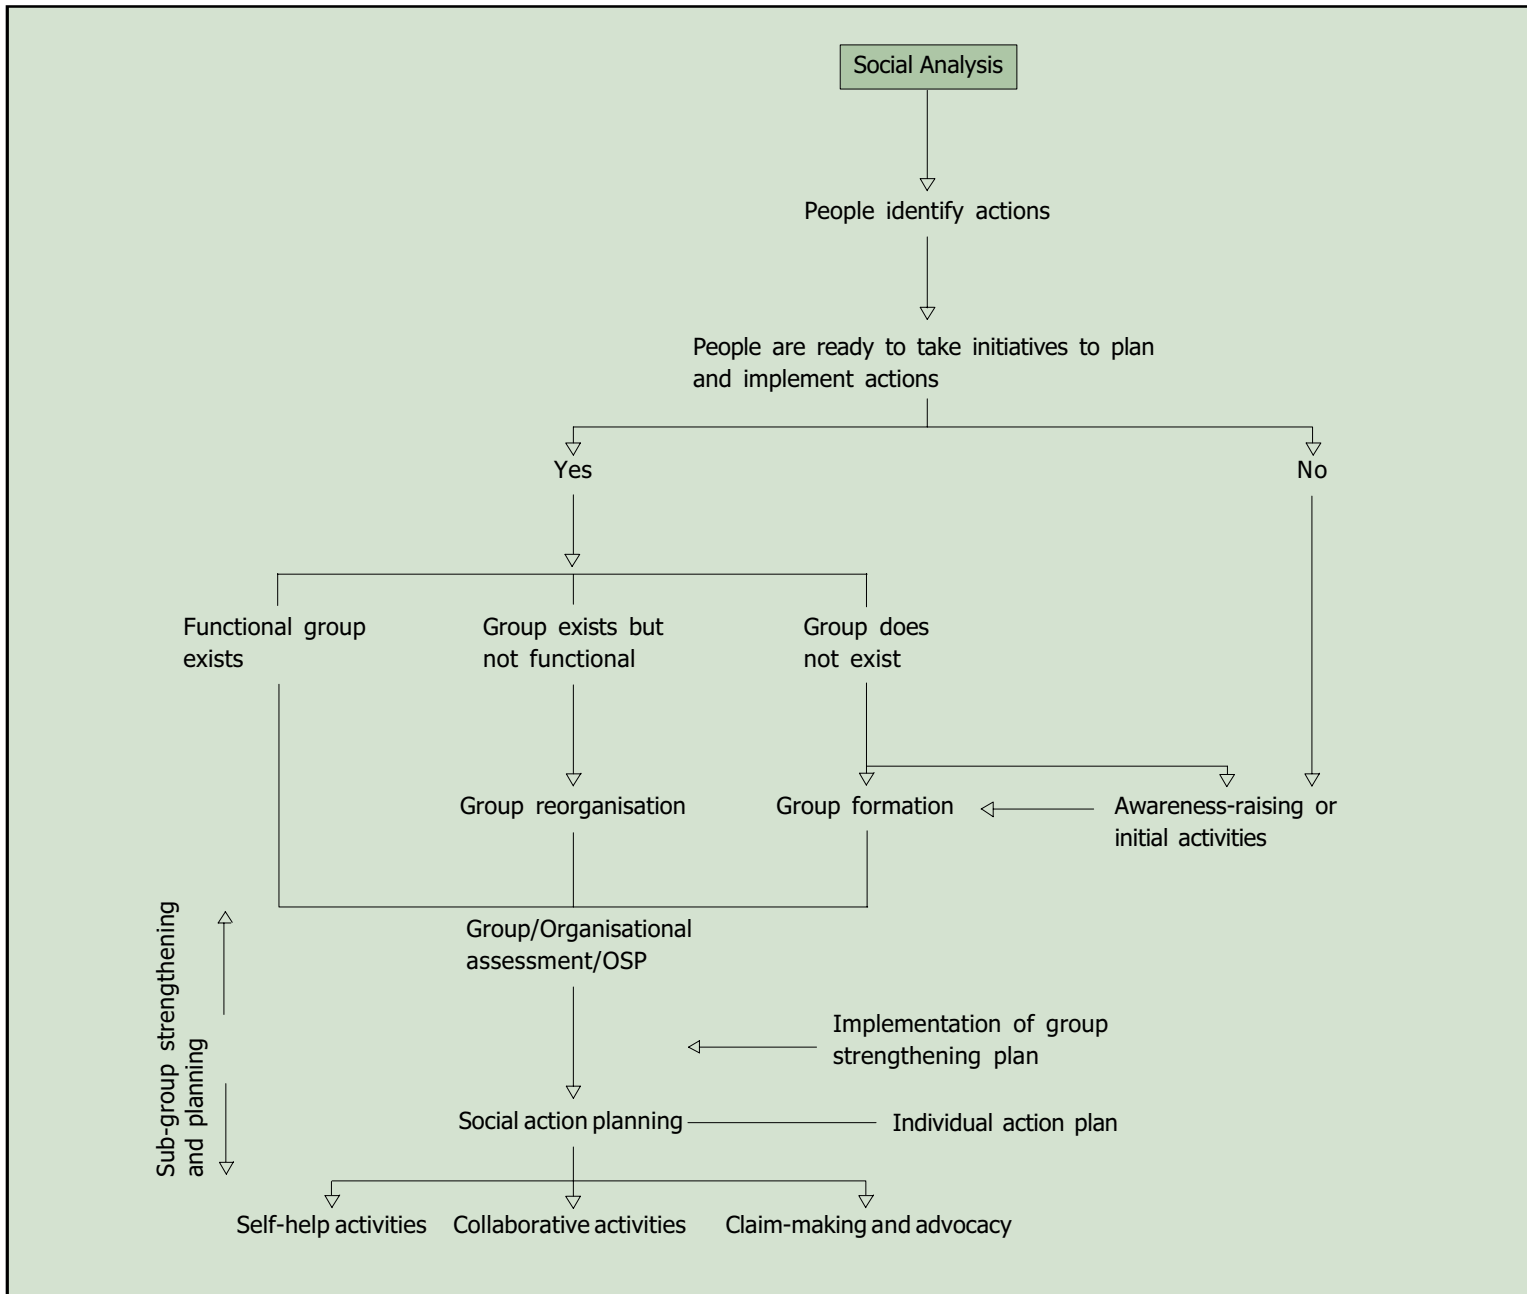 Social Analysis
People identify actions
People are ready to take initiatives to plan
and implement actions
Yes
No
Functional group
exists
Group exists but
not functional
Group does
not exist
Group reorganisation
Group formation
Awareness-raising or
initial activities
Group/Organisational
assessment/OSP
Sub-group strengthening
and planning
Implementation of group
strengthening plan
Social action planning
Individual action plan
Self-help activities
Collaborative activities
Claim-making and advocacy